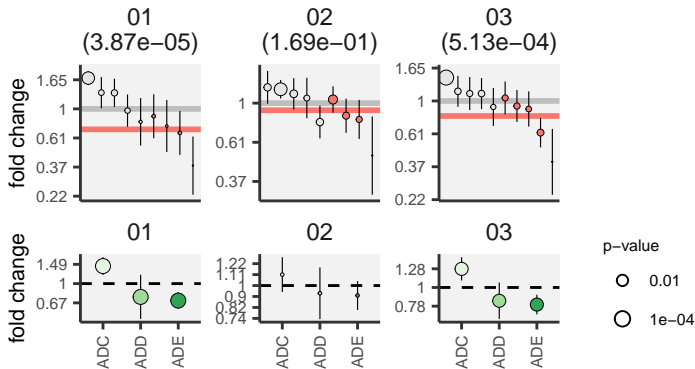 01
(3.87e−05)
02
(1.69e−01)
03
(5.13e−04)
fold change
1.65
1
0.61
0.37
0.22
1
0.61
0.37
1.65
1
0.61
0.37
0.22
01
02
03
fold change
1.49
1
0.67
1.22
1.11
1
0.9
0.82
0.74
1.28
1
0.78
ADC
ADD
ADE
ADC
ADD
ADE
ADC
ADD
ADE
p−value
0.01
1e−04